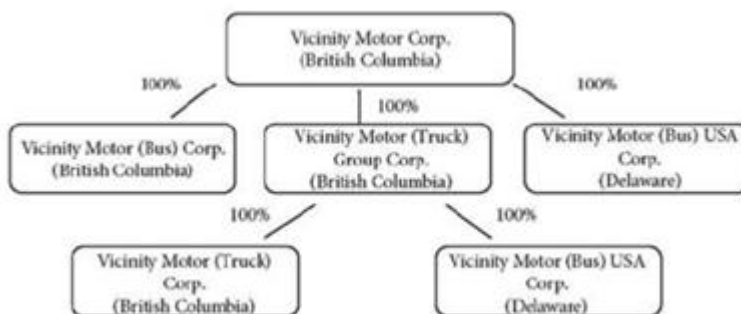 Vicinity Motor Corp.
(British Columbia)
100%
100%
100%
Vicinity Motor (Bus) Corp.
(British Columbia)
Vicinity Motor (Truck)
Group Corp.
(British Columbia)
Vicinity Motor (Bus) USA
Corp.
(Delaware)
100%
100%
Vicinity Motor (Truck)
Corp.
(British Columbia)
Vicinity Motor (Bus) USA
Corp.
(Delaware)